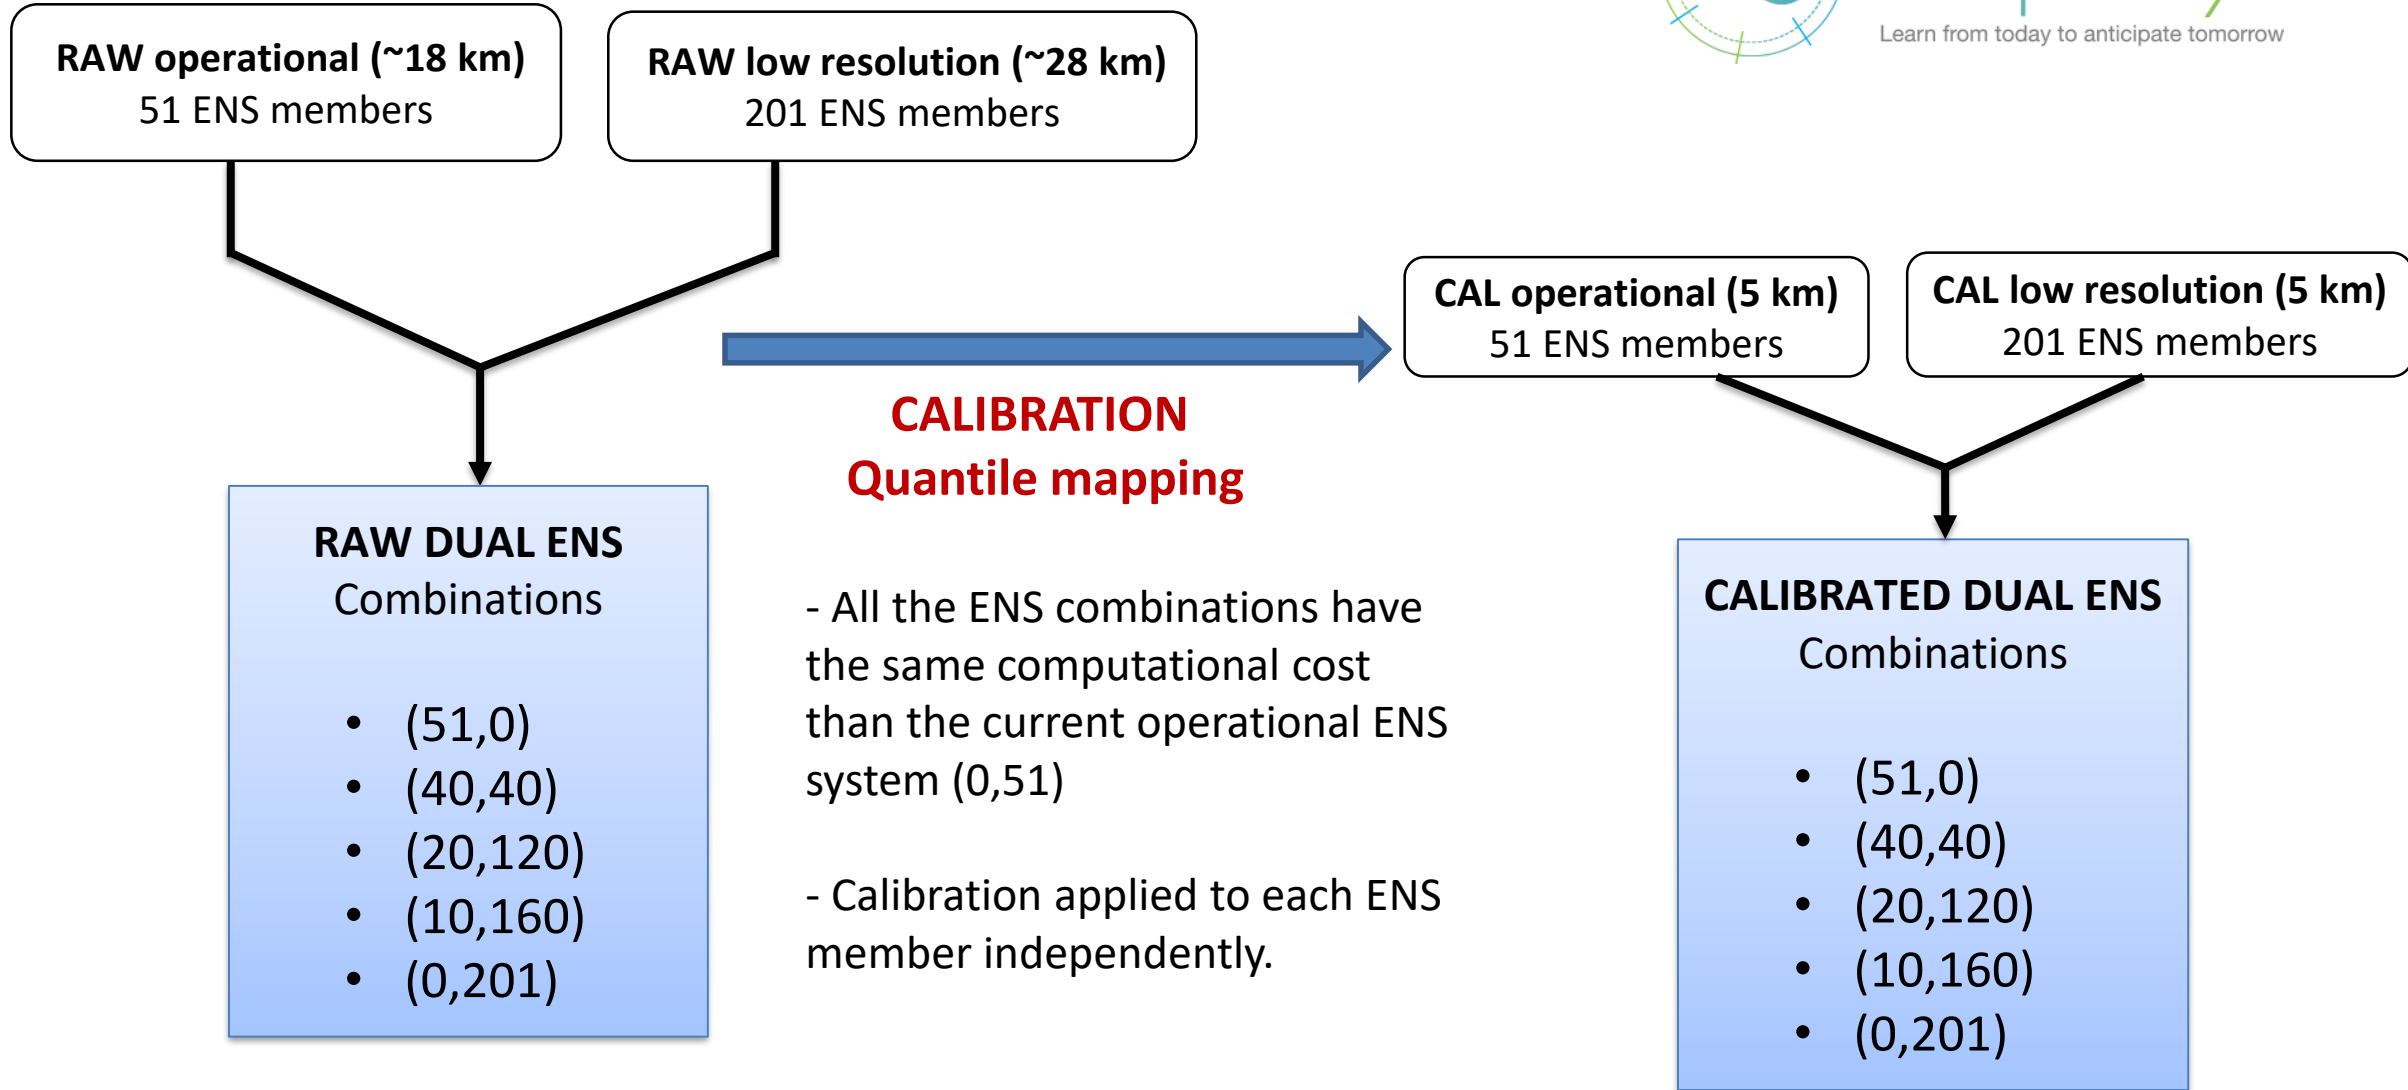 Learn from today to anticipate tomorrow
RAW operational (~18 km)
51 ENS members
RAW low resolution (~28 km)
201 ENS members
CAL operational (5 km)
51 ENS members
CAL low resolution (5 km)
201 ENS members
CALIBRATION
Quantile mapping
RAW DUAL ENS
Combinations
• (51,0)
• (40,40)
• (20,120)
• (10,160)
• (0,201)
- All the ENS combinations have
the same computational cost
than the current operational ENS
system (0,51)
- Calibration applied to each ENS
member independently.
CALIBRATED DUAL ENS
Combinations
• (51,0)
• (40,40)
• (20,120)
• (10,160)
• (0,201)